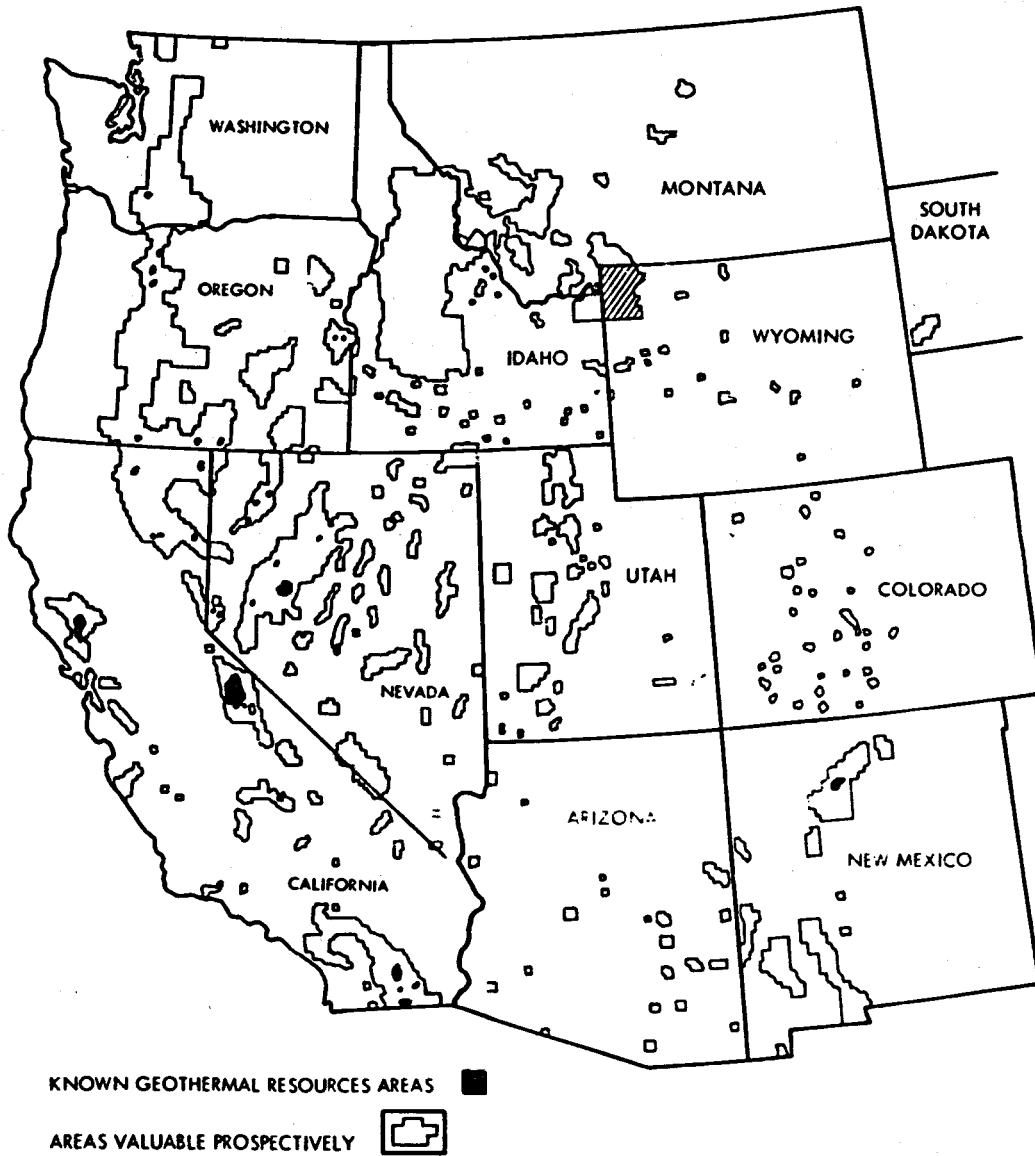 WASHINGTON
MONTANA
SOUTH
DAKOTA
OREGON
IDAHO
WYOMING
UTAH
COLORADO
NEVADA
ARIZONA
NEW MEXICO
CALIFORNIA
KNOWN GEOTHERMAL RESOURCES AREAS
AREAS VALUABLE PROSPECTIVELY